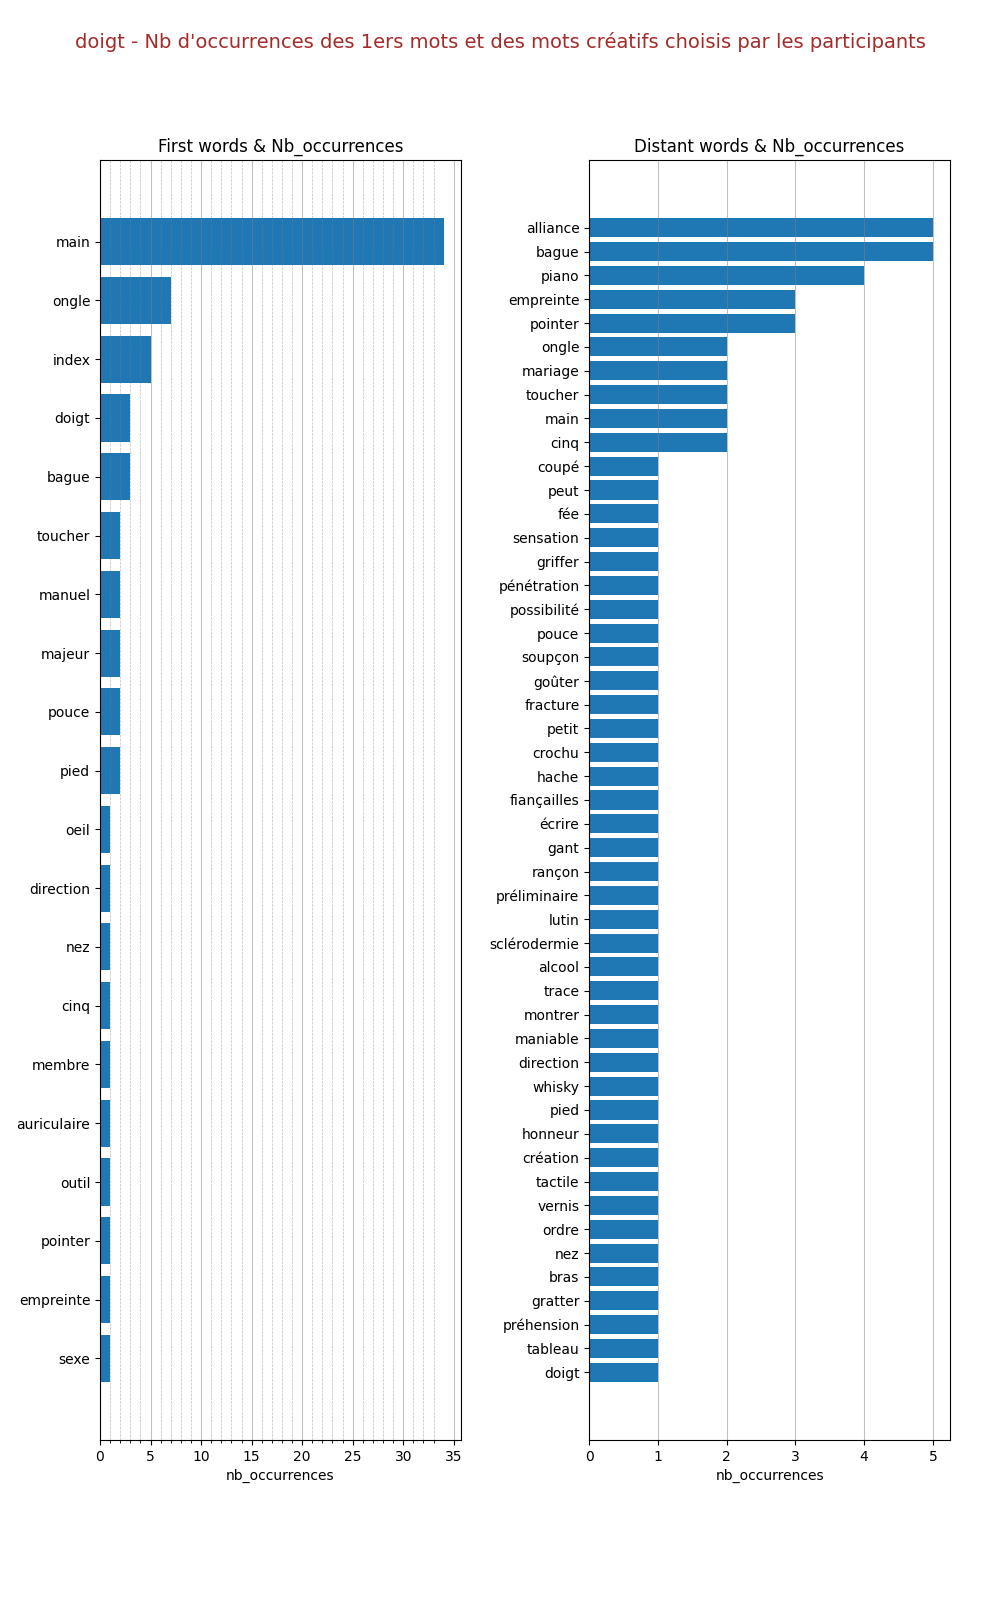 doigt - Nb d'occurrences des 1ers mots et des mots créatifs choisis par les participants
First words & Nb_occurrences
main
ongle
index
doigt
bague
toucher
manuel
majeur
pouce
pied
oeil
direction
nez
cinq
membre
auriculaire
outil
pointer
empreinte
sexe
0 5 10 15 20 25 30 35
nb_occurrences
Distant words & Nb_occurrences
alliance
bague
piano
empreinte
pointer
ongle
mariage
toucher
main
cinq
coupé
peut
fée
sensation
griffer
pénétration
possibilité
pouce
soupçon
goûter
fracture
petit
crochu
hache
fiançailles
écrire
gant
rançon
préliminaire
lutin
sclérodermie
alcool
trace
montrer
maniable
direction
whisky
pied
honneur
création
tactile
vernis
ordre
nez
bras
gratter
préhension
tableau
doigt
0 1 2 3 4 5
nb_occurrences